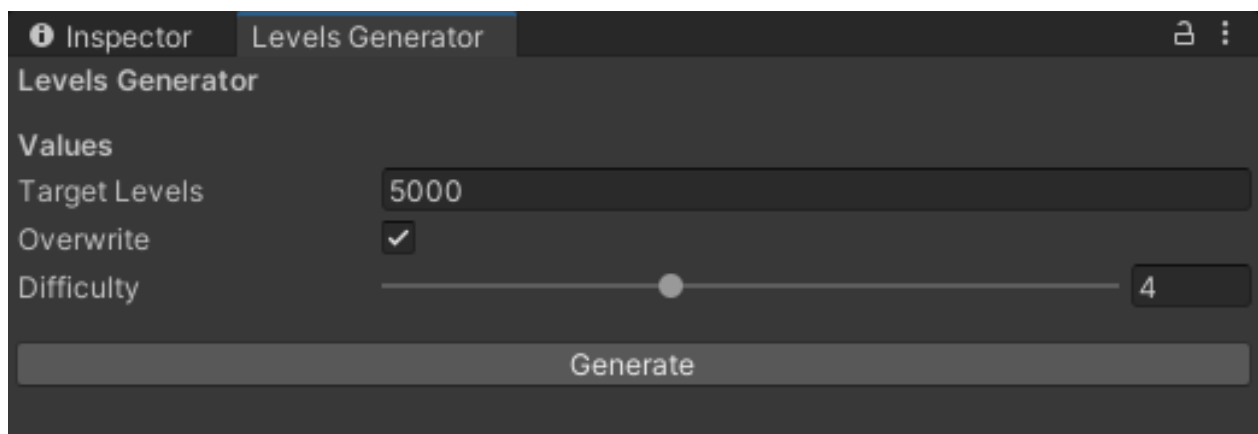 Inspector Levels Generator
Levels Generator
Values
Target Levels 5000
Overwrite
Difficulty 4
Generate